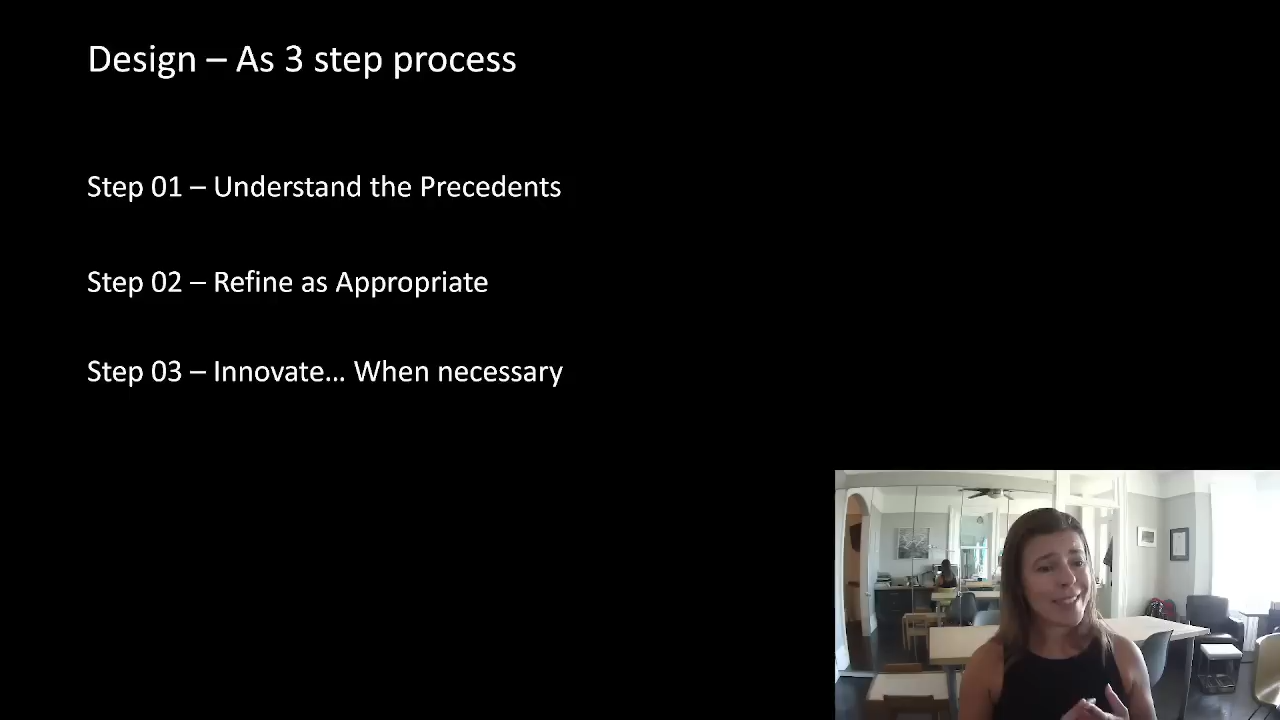 Design – As 3 step process
Step 01 – Understand the Precedents
Step 02 – Refine as Appropriate
Step 03 – Innovate... When necessary